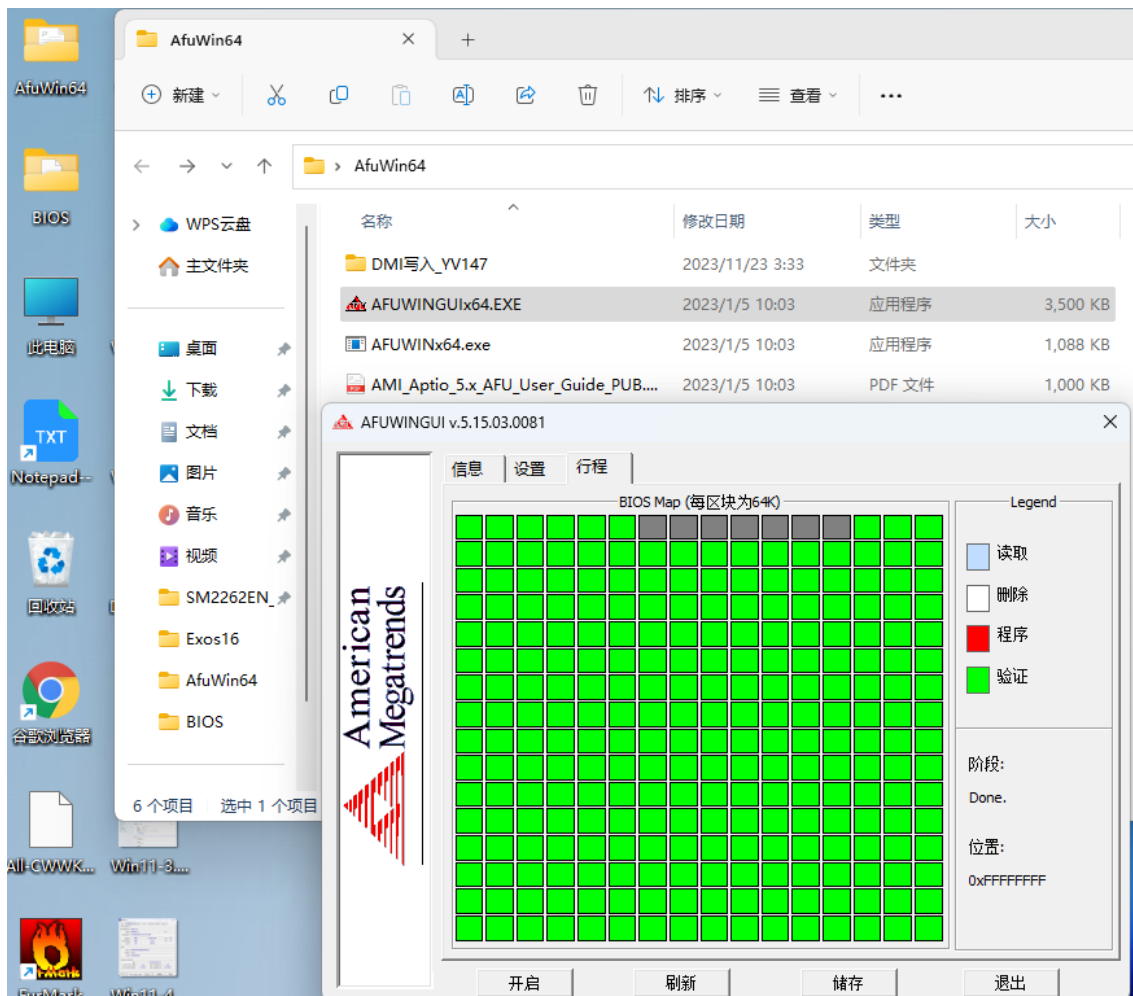 AfuWin64
AfuWin64
新建
排序
查看
AfuWin64
BIOS
名称
修改日期
类型
大小
WPS云盘
主文件夹
DMI写入_YV147
2023/11/23 3:33
文件夹
AFUWINGUIx64.EXE
2023/1/5 10:03
应用程序
3,500 KB
此电脑
桌面
AFUWINx64.exe
2023/1/5 10:03
应用程序
1,088 KB
下载
AMI_Aptio_5.x_AFU_User_Guide_PUB....
2023/1/5 10:03
PDF 文件
1,000 KB
TXT
Notepad--
文档
图片
音乐
视频
回收站
SM2262EN_
Exos16
AfuWin64
谷歌浏览器
BIOS
6 个项目
选中 1 个项目
All-CWWK...
Win11-3....
FurMark
Win11-4
AFUWINGUI v.5.15.03.0081
信息
设置
行程
BIOS Map (每区块为64K)
Legend
读取
删除
程序
验证
American
Megatrends
阶段:
Done.
位置:
0xFFFFFFFF
开启
刷新
储存
退出